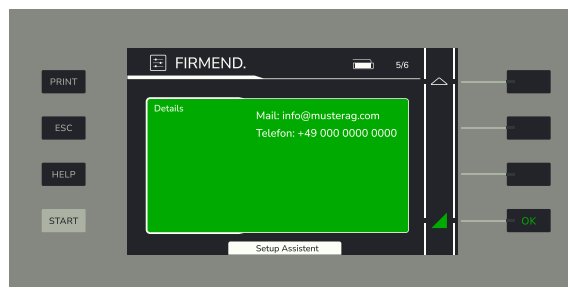 FIRMEND.
5/6
PRINT
Details
Mail: info@musterag.com
ESC
Telefon: +49 000 0000 0000
HELP
START
OK
Setup Assistent